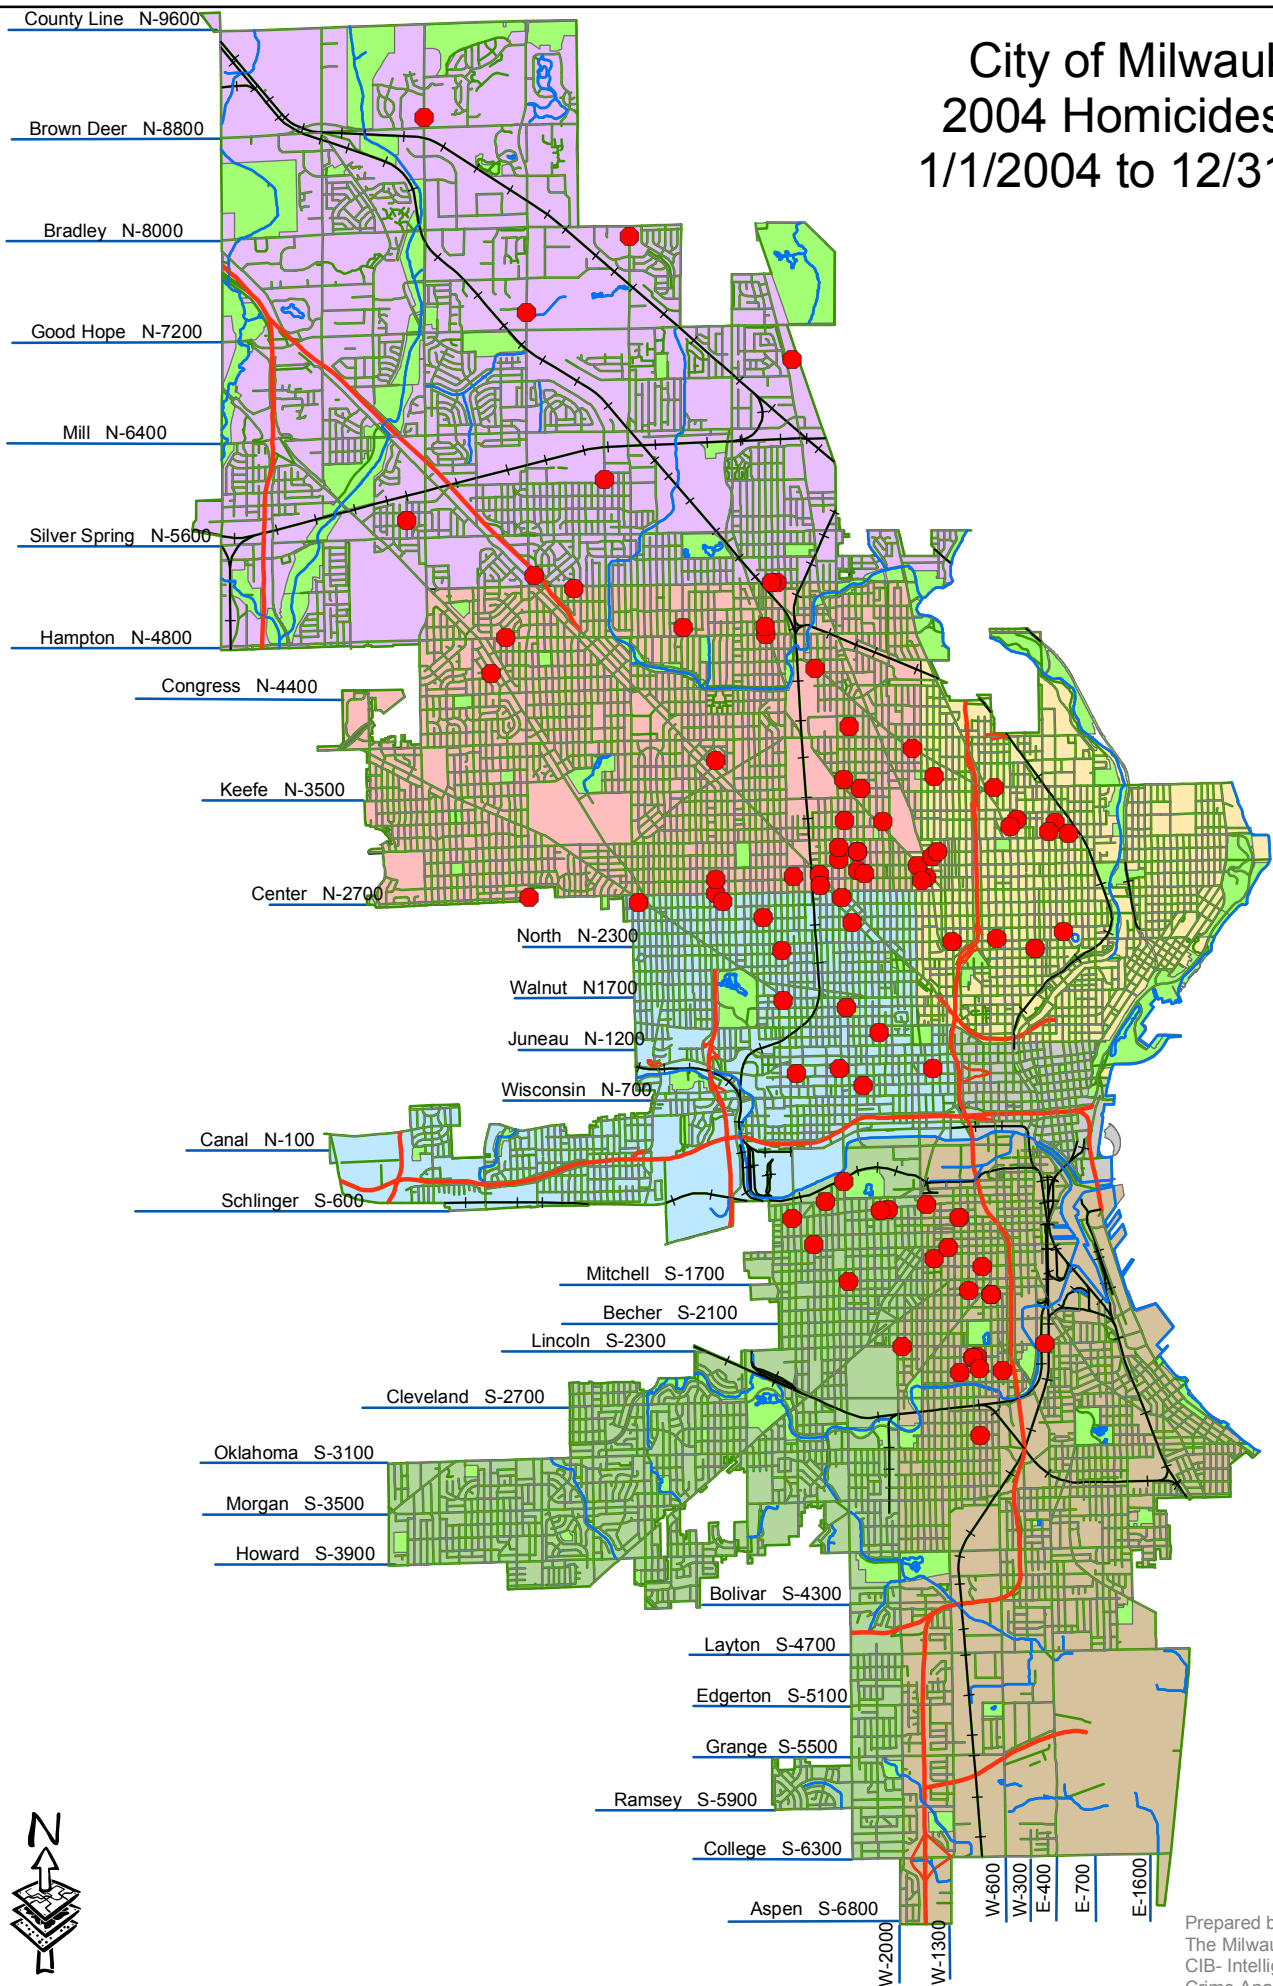 City of Milwauk
2004 Homicides
1/1/2004 to 12/31
County Line N-9600
Brown Deer N-8800
Bradley N-8000
Good Hope N-7200
Mill N-6400
Silver Spring N-5600
Hampton N-4800
Congress N-4400
Keefe N-3500
Center N-2700
North N-2300
Walnut N1700
Juneau N-1200
Wisconsin N-700
Canal N-100
Schlinger S-600
Mitchell S-1700
Becher S-2100
Lincoln S-2300
Cleveland S-2700
Oklahoma S-3100
Morgan S-3500
Howard S-3900
Bolivar S-4300
Layton S-4700
Edgerton S-5100
Grange S-5500
Ramsey S-5900
College S-6300
Aspen S-6800
W-2000
W-1300
W-600
W-300
E-400
E-700
E-1600
N
Prepared b
The Milwau
CIB- Intellig